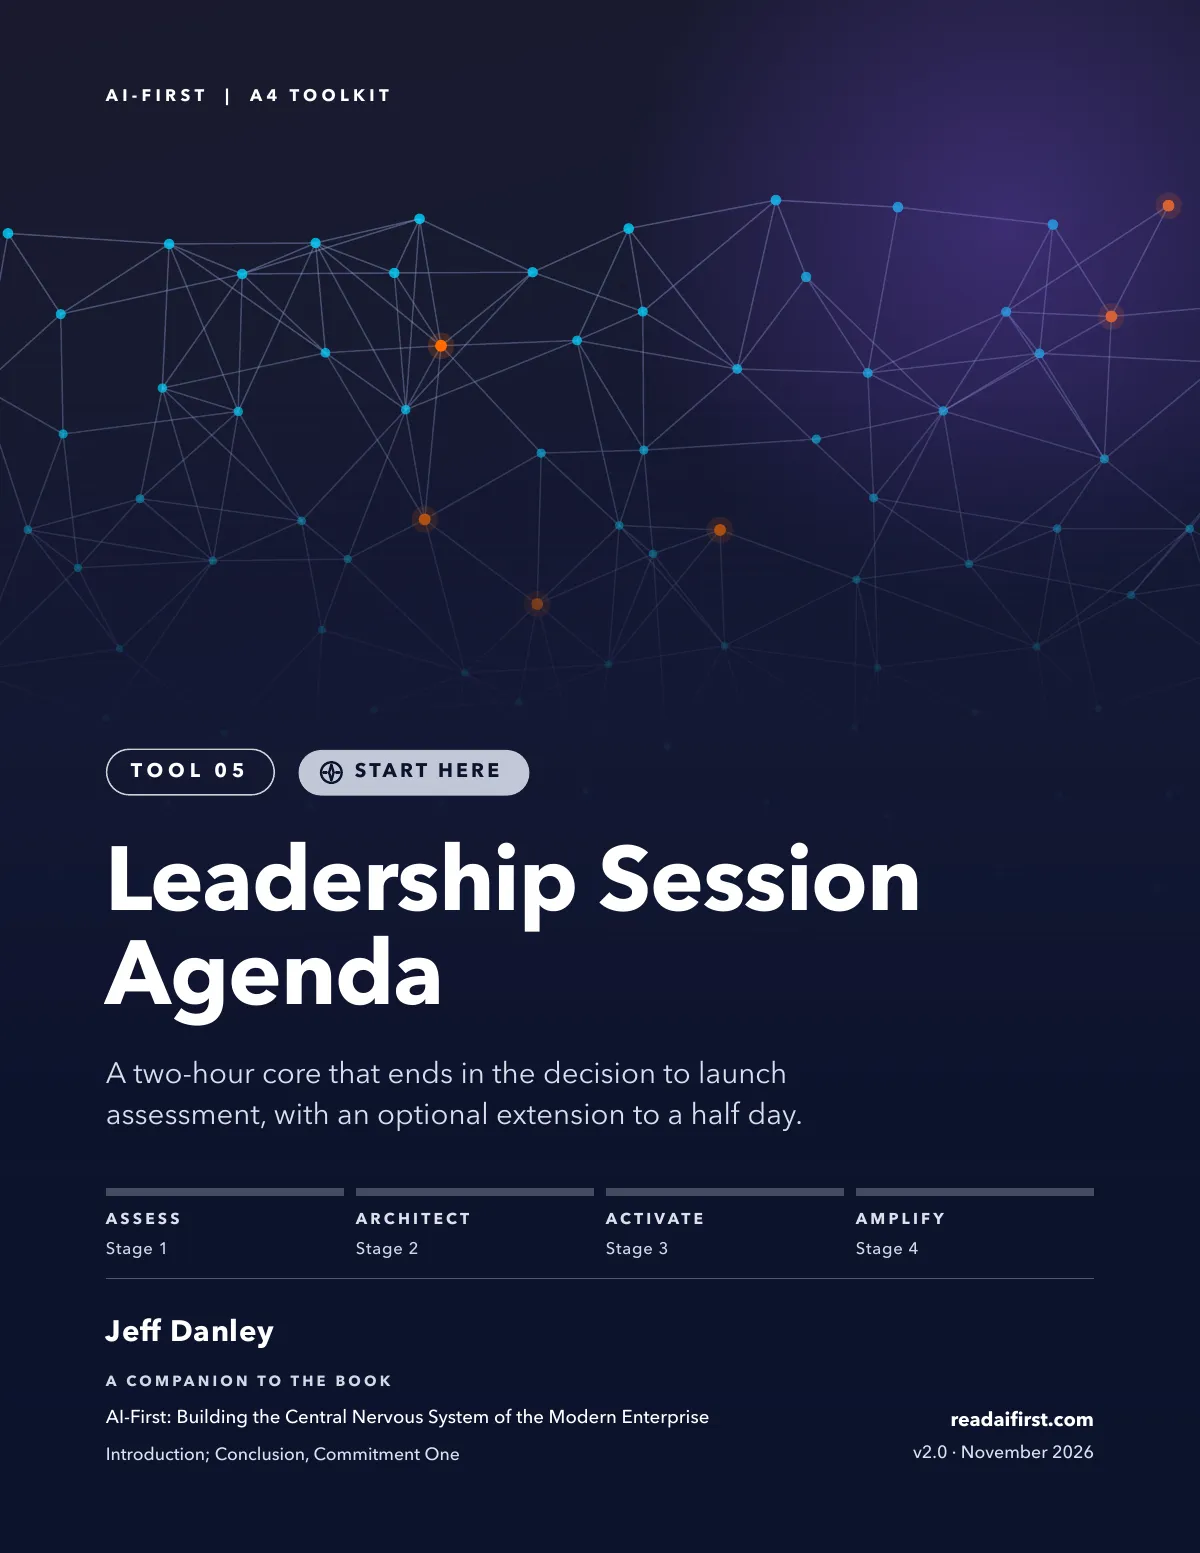 AI-FIRST | A4 TOOLKIT
TOOL 05
START HERE
Leadership Session
Agenda
A two-hour core that ends in the decision to launch
assessment, with an optional extension to a half day.
ASSESS
Stage 1
ARCHITECT
Stage 2
ACTIVATE
Stage 3
AMPLIFY
Stage 4
Jeff Danley
A COMPANION TO THE BOOK
AI-First: Building the Central Nervous System of the Modern Enterprise
Introduction; Conclusion, Commitment One
readaifirst.com
v2.0 · November 2026